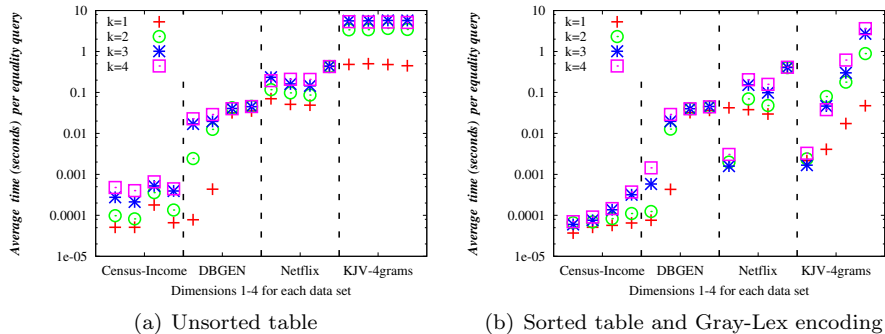 Average time (seconds) per equality query
10
1
0.1
0.01
0.001
0.0001
1e-05
k=1
k=2
k=3
k=4
Census-Income DBGEN Netflix KJV-4grams
Dimensions 1-4 for each data set
(a) Unsorted table
Average time (seconds) per equality query
10
1
0.1
0.01
0.001
0.0001
1e-05
k=1
k=2
k=3
k=4
Census-Income DBGEN Netflix KJV-4grams
Dimensions 1-4 for each data set
(b) Sorted table and Gray-Lex encoding